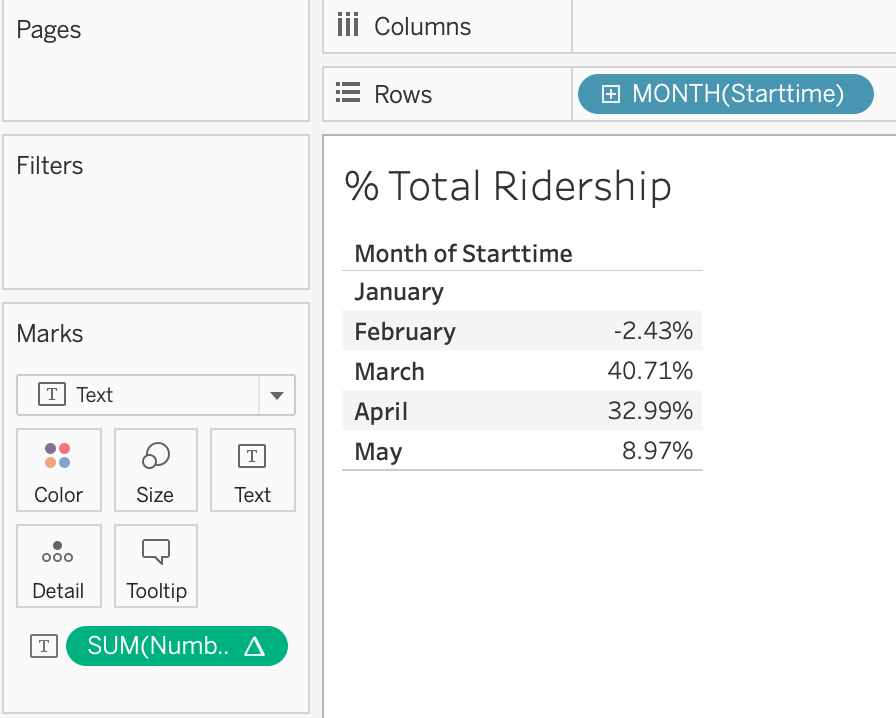 Pages
Columns
Rows
MONTH(Starttime)
Filters
Marks
T Text
Color
Size
T
Text
Detail
Tooltip
T SUM(Numb.. Δ
% Total Ridership
Month of Starttime
January
February -2.43%
March 40.71%
April 32.99%
May 8.97%